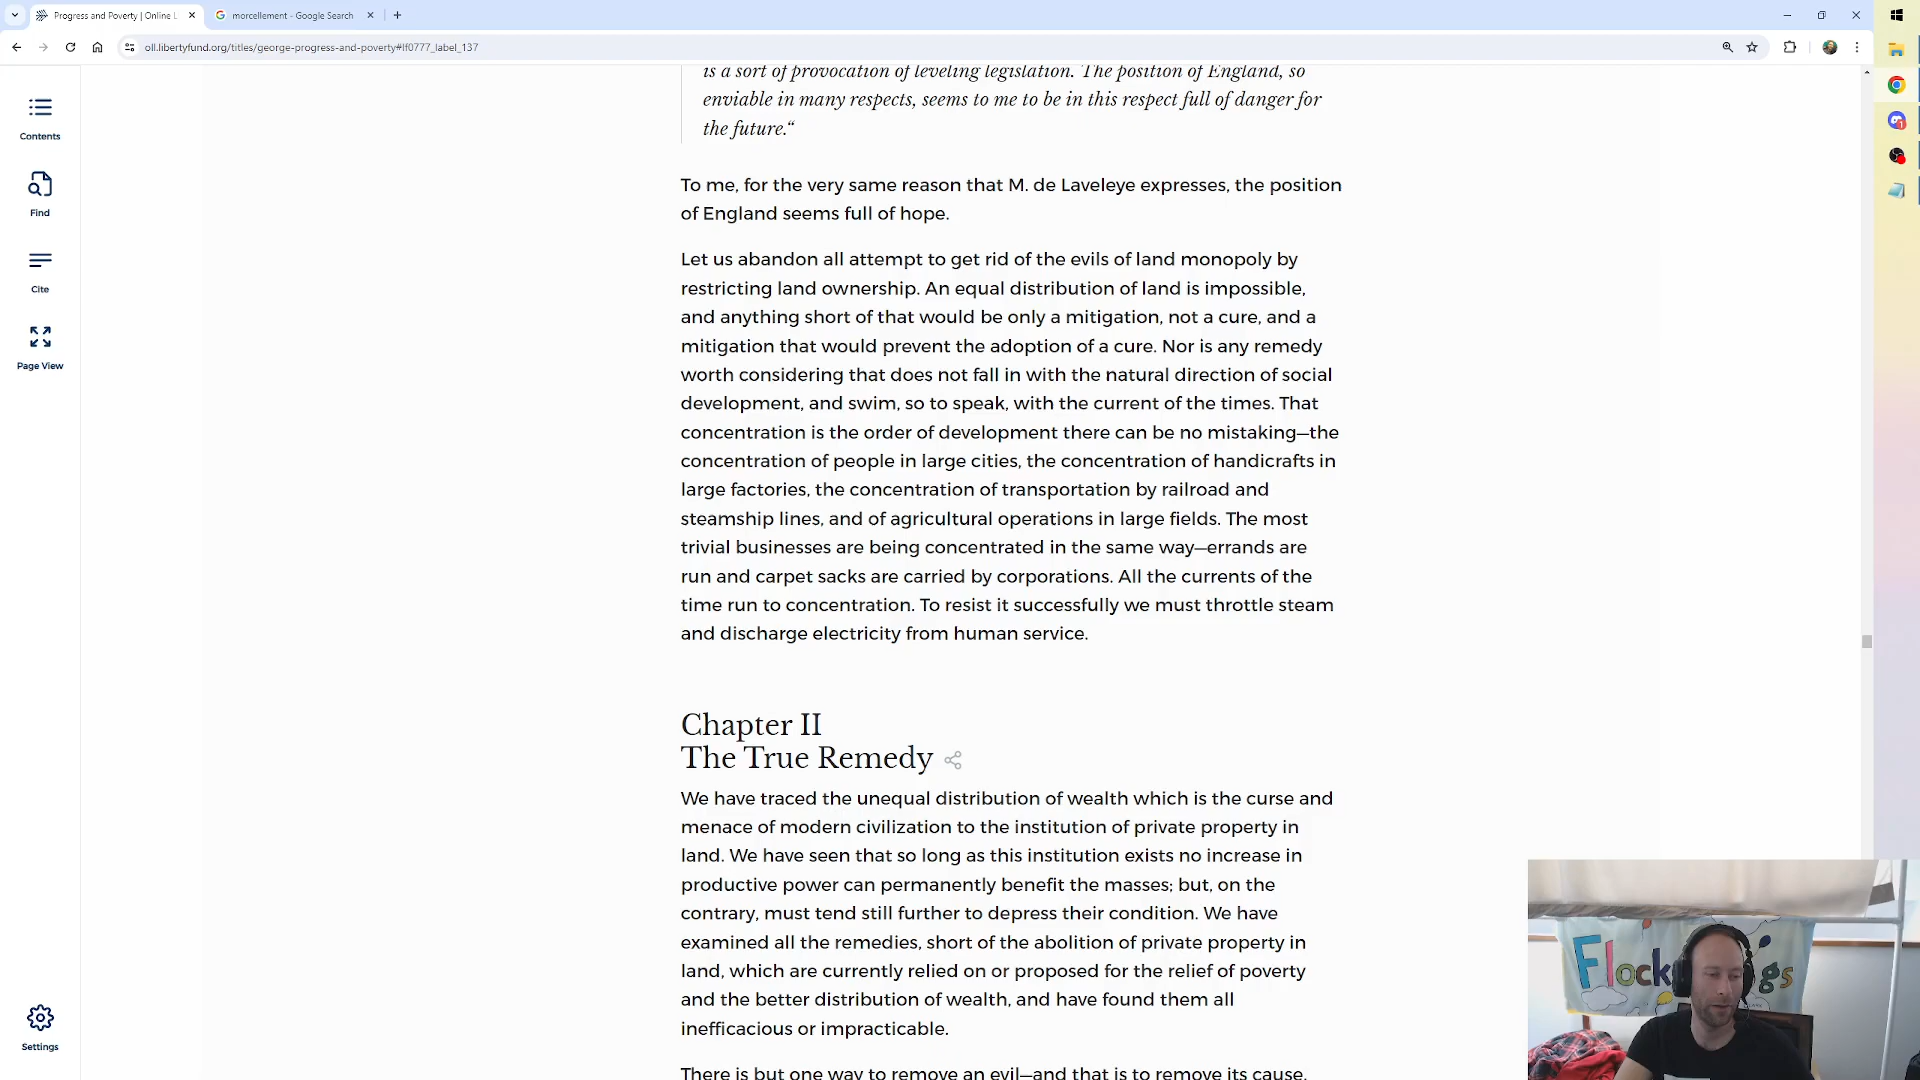 Progress and Poverty | Online L
morcellement - Google Search
oll.libertyfund.org/titles/george-progress-and-poverty#lf0777_label_137
Contents
Find
Cite
Page View
Settings
is a sort of provocation of leveling legislation. The position of England, so
enviable in many respects, seems to me to be in this respect full of danger for
the future.“
To me, for the very same reason that M. de Laveleye expresses, the position
of England seems full of hope.
Let us abandon all attempt to get rid of the evils of land monopoly by
restricting land ownership. An equal distribution of land is impossible,
and anything short of that would be only a mitigation, not a cure, and a
mitigation that would prevent the adoption of a cure. Nor is any remedy
worth considering that does not fall in with the natural direction of social
development, and swim, so to speak, with the current of the times. That
concentration is the order of development there can be no mistaking—the
concentration of people in large cities, the concentration of handicrafts in
large factories, the concentration of transportation by railroad and
steamship lines, and of agricultural operations in large fields. The most
trivial businesses are being concentrated in the same way—errands are
run and carpet sacks are carried by corporations. All the currents of the
time run to concentration. To resist it successfully we must throttle steam
and discharge electricity from human service.
Chapter II
The True Remedy
We have traced the unequal distribution of wealth which is the curse and
menace of modern civilization to the institution of private property in
land. We have seen that so long as this institution exists no increase in
productive power can permanently benefit the masses; but, on the
contrary, must tend still further to depress their condition. We have
examined all the remedies, short of the abolition of private property in
land, which are currently relied on or proposed for the relief of poverty
and the better distribution of wealth, and have found them all
inefficacious or impracticable.
There is but one way to remove an evil—and that is to remove its cause.